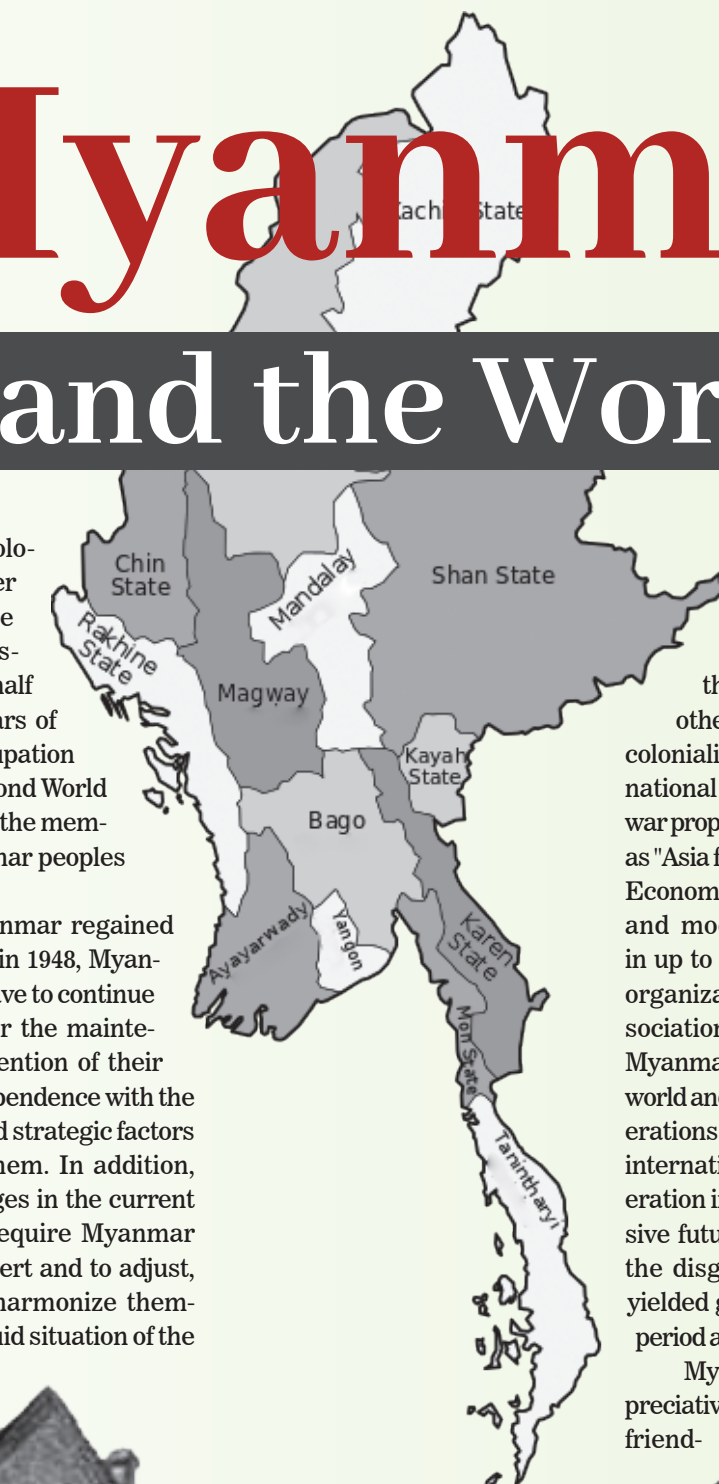 Myanm
and the Wor
Kachin State
Chin
State
Rakhine
State
Mandalay
Shan State
Magway
Kayah
State
Bago
Ayayarwady
Yangon
Karen
State
Mon State
Tanintharyi
olo-
er
e
s-
half
ars of
upation
ond World
the mem-
mar peoples
nmar regained
in 1948, Myan-
ave to continue
r the mainte-
ention of their
pendence with the
d strategic factors
hem. In addition,
ges in the current
equire Myanmar
ert and to adjust,
harmonize them-
uid situation of the
th
othe
coloniali
national
war prop
as "Asia f
Econom
and mo
in up to
organiza
sociation
Myanma
world and
erations
internati
eration i
sive futu
the disg
yielded g
period a
My
preciativ
friend-